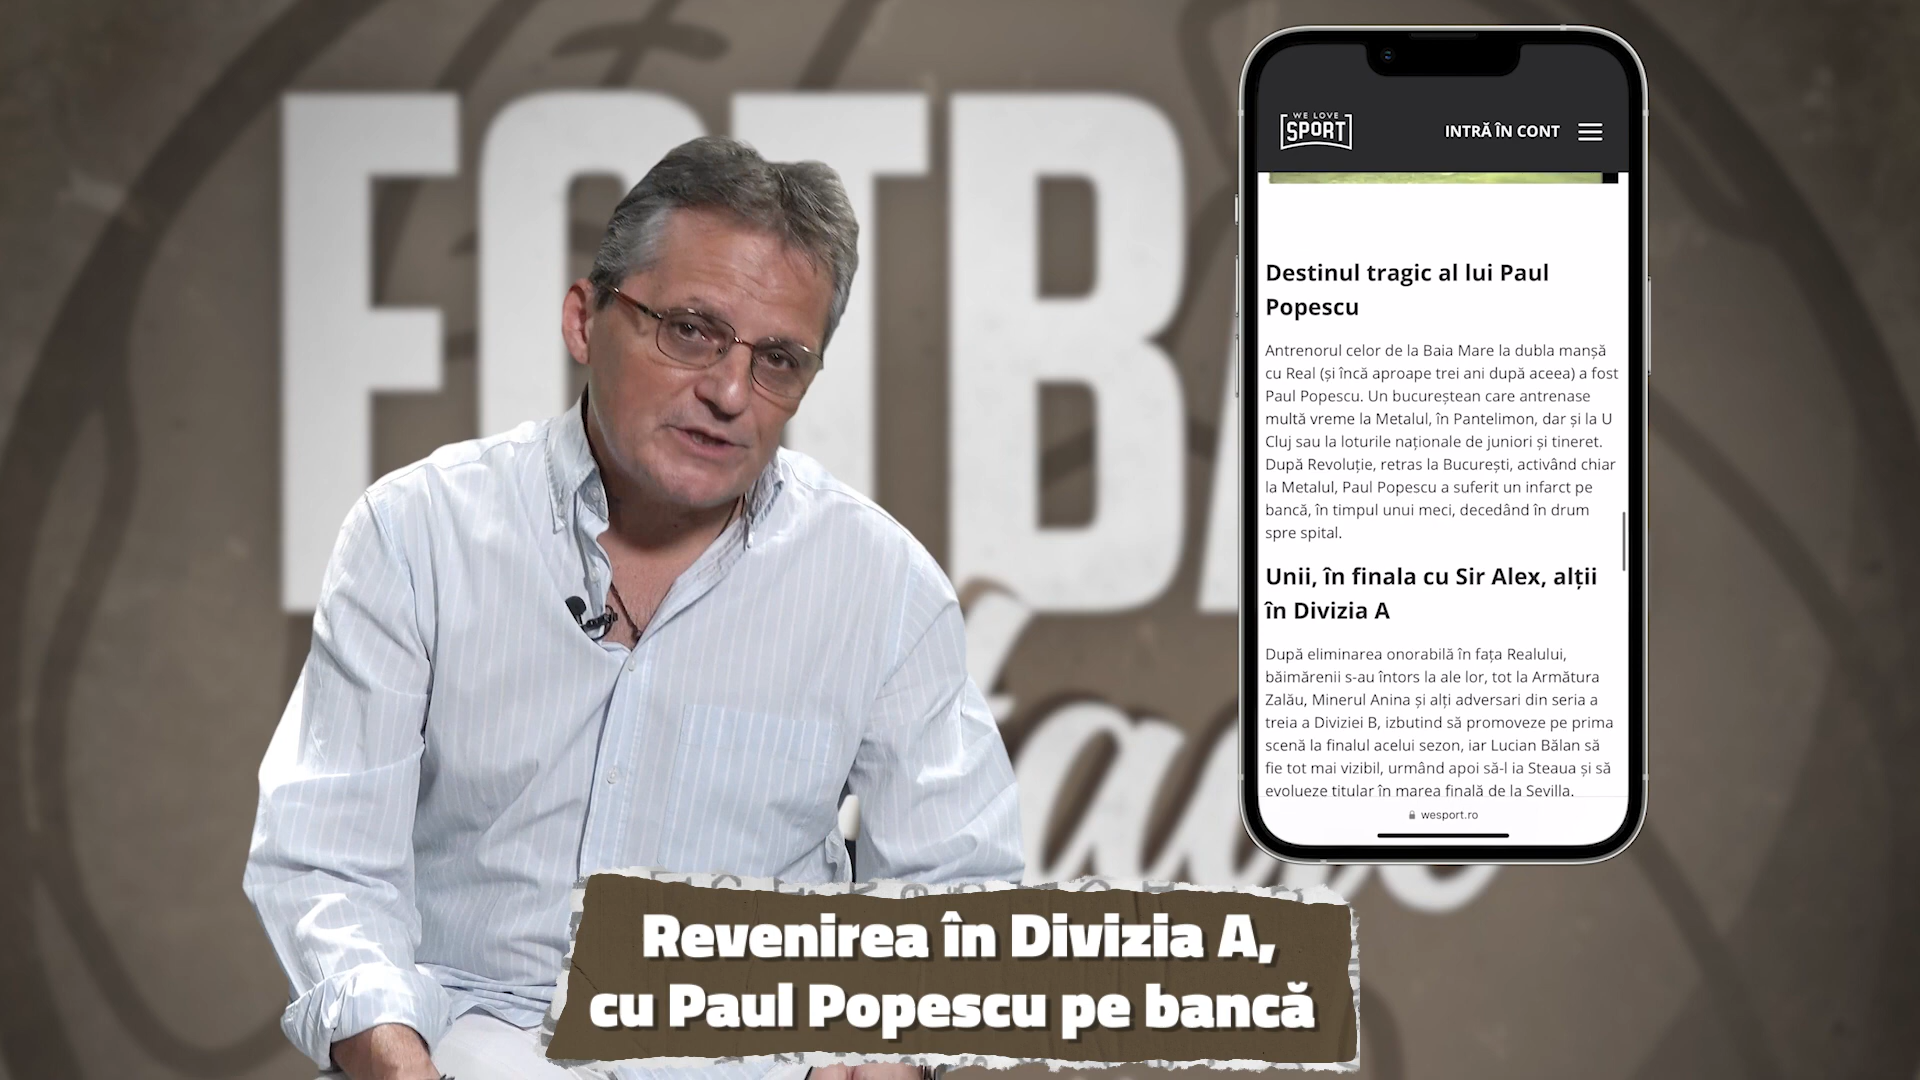 WE LOVE
SPORT
INTRĂ ÎN CONT
Destinul tragic al lui Paul
Popescu
Antrenorul celor de la Baia Mare la dubla manșă
cu Real (și încă aproape trei ani după aceea) a fost
Paul Popescu. Un bucureștean care antrenase
multă vreme la Metalul, în Pantelimon, dar și la U
Cluj sau la loturile naționale de juniori și tineret.
După Revoluție, retras la București, activând chiar
la Metalul, Paul Popescu a suferit un infarct pe
bancă, în timpul unui meci, decedând în drum
spre spital.
Unii, în finala cu Sir Alex, alții
în Divizia A
După eliminarea onorabilă în fața Realului,
băimărenii s-au întors la ale lor, tot la Armătura
Zalău, Minerul Anina și alți adversari din seria a
treia a Diviziei B, izbutind să promoveze pe prima
scenă la finalul acelui sezon, iar Lucian Bălan să
fie tot mai vizibil, urmând apoi să-l ia Steaua și să
evolueze titular în marea finală de la Sevilla.
wesport.ro
Revenirea în Divizia A,
cu Paul Popescu pe bancă